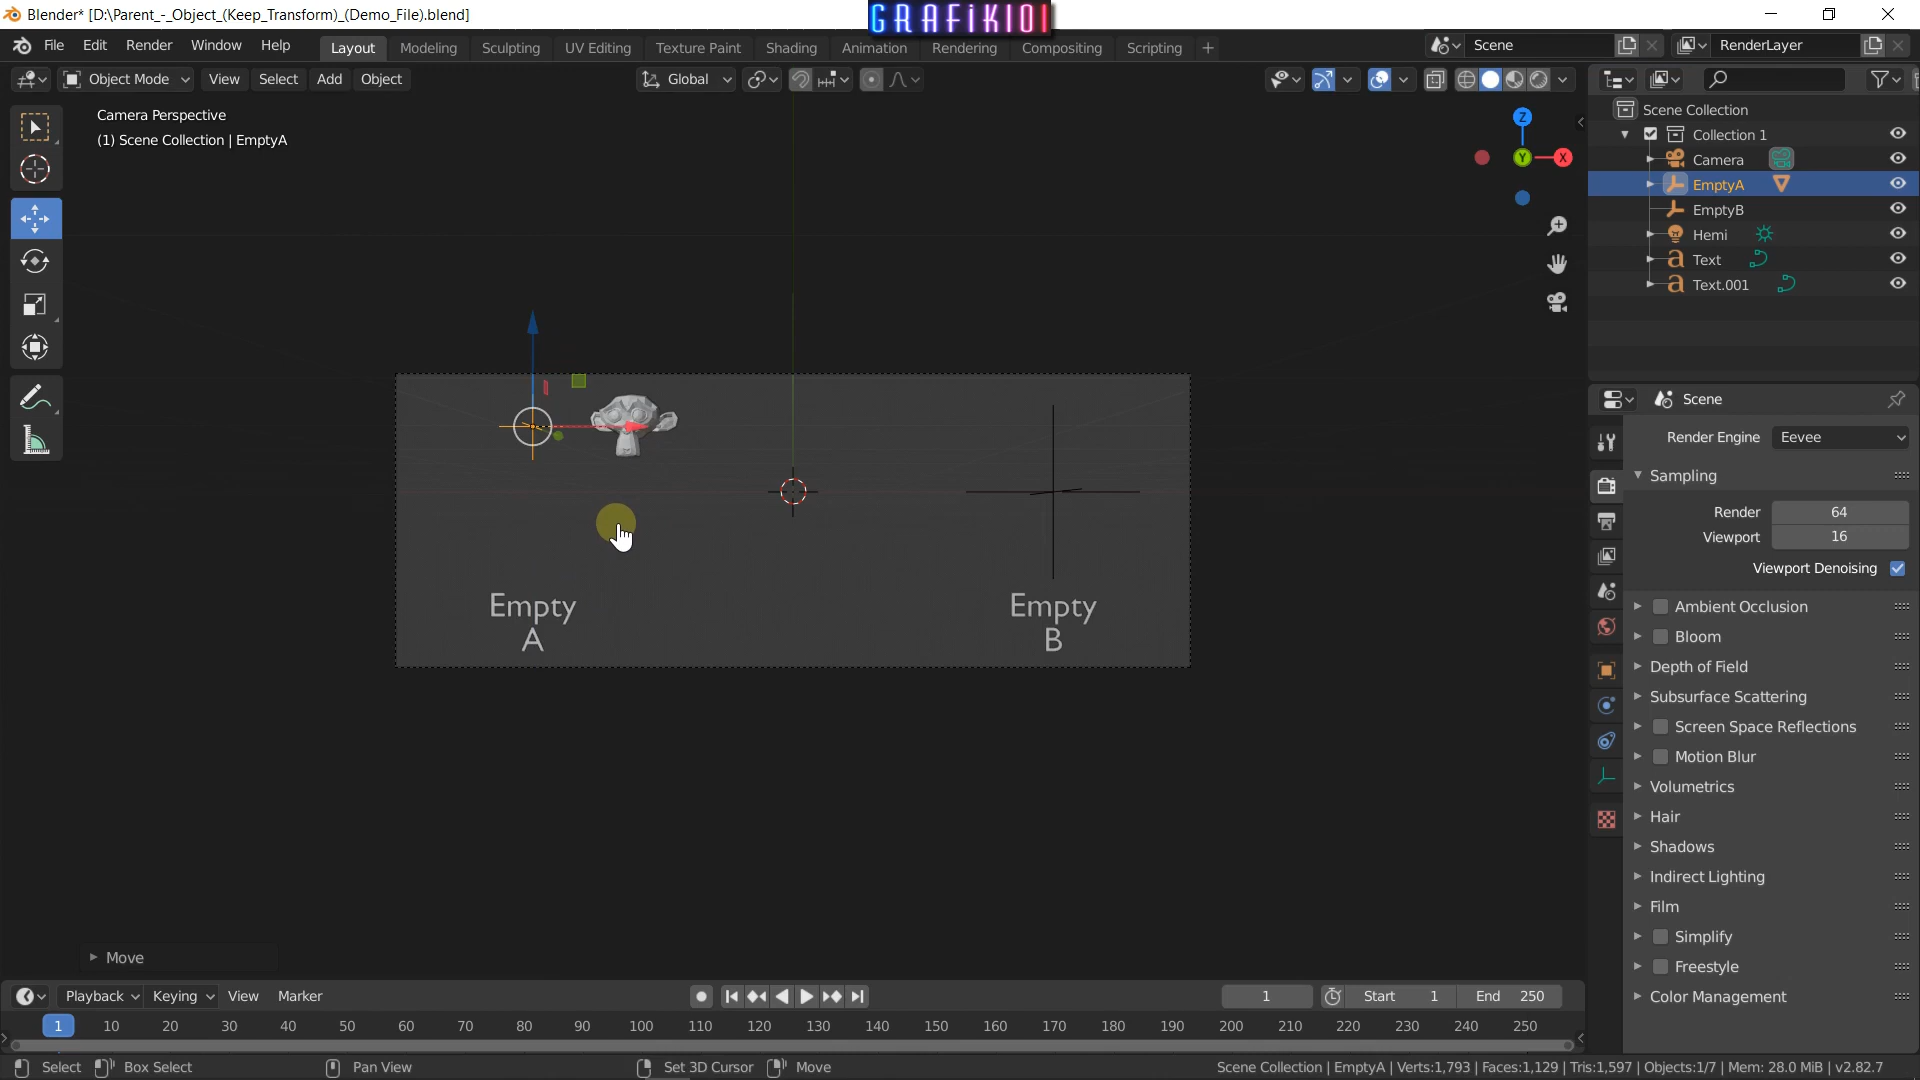 Blender* [D:\Parent_-_Object_(Keep_Transform)_(Demo_File).blend]
GRAFiK101
File Edit Render Window Help
Layout Modeling Sculpting UV Editing Texture Paint Shading Animation Rendering Compositing Scripting +
Scene
RenderLayer
Object Mode View Select Add Object
Global
Camera Perspective
(1) Scene Collection | EmptyA
Z
Y
X
Scene Collection
Collection 1
Camera
EmptyA
EmptyB
Hemi
Text
Text.001
Scene
Render Engine Eevee
Sampling
Render 64
Viewport 16
Viewport Denoising
Ambient Occlusion
Bloom
Depth of Field
Subsurface Scattering
Screen Space Reflections
Motion Blur
Volumetrics
Hair
Shadows
Indirect Lighting
Film
Simplify
Freestyle
Color Management
Empty
A
Empty
B
Move
Playback Keying View Marker
1
Start 1
End 250
1 10 20 30 40 50 60 70 80 90 100 110 120 130 140 150 160 170 180 190 200 210 220 230 240 250
Select Box Select Pan View Set 3D Cursor Move
Scene Collection | EmptyA | Verts:1,793 | Faces:1,129 | Tris:1,597 | Objects:1/7 | Mem: 28.0 MiB | v2.82.7